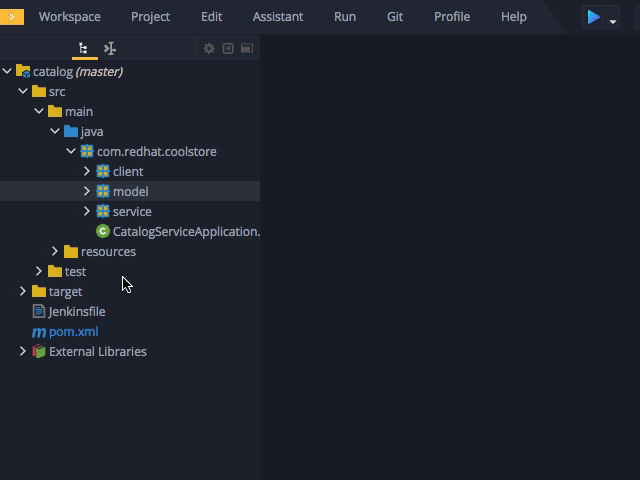 Workspace Project Edit Assistant Run Git Profile Help
catalog (master)
src
main
java
com.redhat.coolstore
client
model
service
CatalogServiceApplication.
resources
test
target
Jenkinsfile
m pom.xml
External Libraries